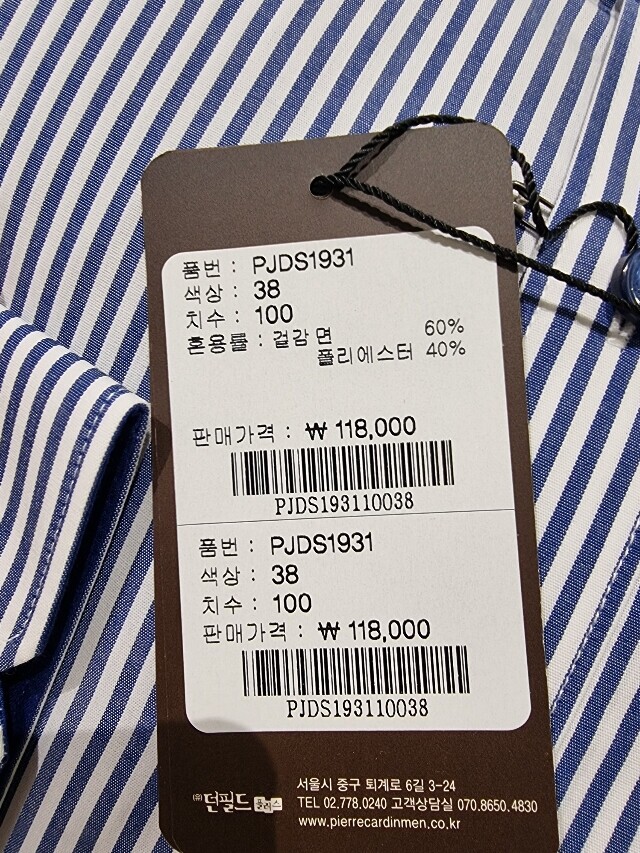 품번 : PJDS1931
색상 : 38
치수 : 100
혼용률 : 겉감 면 60%
폴리에스터 40%
판매가격 : ₩ 118,000
PJDS193110038
품번 : PJDS1931
색상 : 38
치수 : 100
판매가격 : ₩ 118,000
PJDS193110038
서울시 중구 퇴계로 6길 3-24
㈜던필드플러스 TEL 02.778.0240 고객상담실 070.8650.4830
www.pierrecardinmen.co.kr